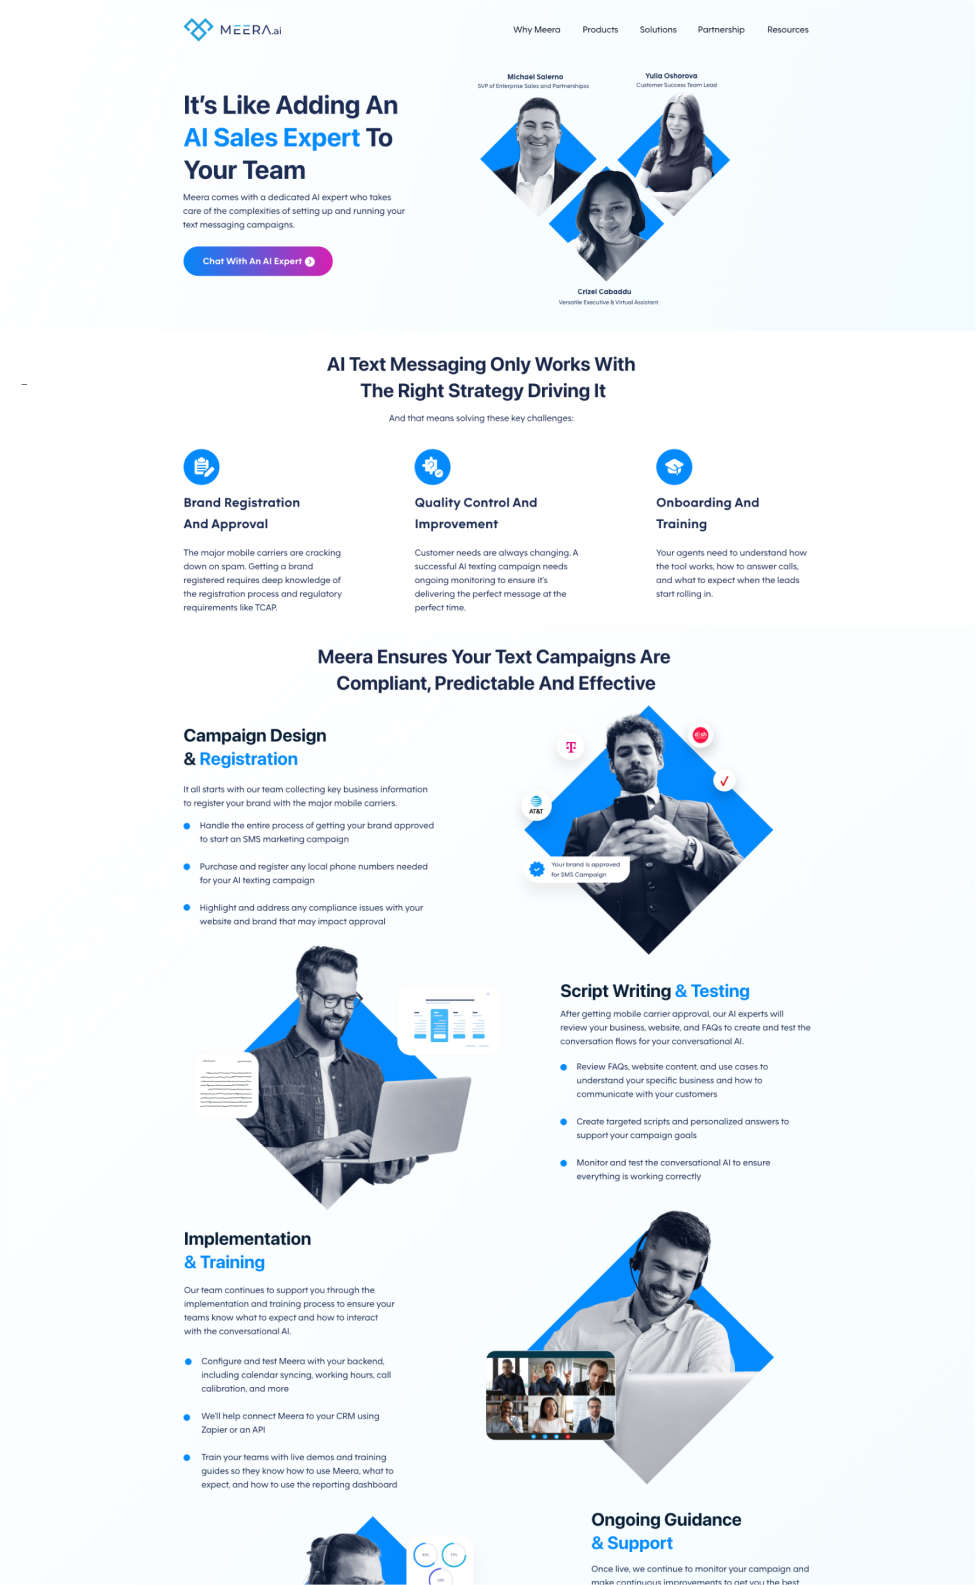 MEERA.ai
Why Meera
Products
Solutions
Partnership
Resources
It's Like Adding An
AI Sales Expert To
Your Team
Meera comes with a dedicated AI expert who takes
care of the complexities of setting up and running your
text messaging campaigns.
Chat With An AI Expert
Michael Salerno
SVP of Enterprise Sales and Partnershipss
Yulia Oshorova
Customer Success Team Lead
Crizel Cabaddu
Versatile Executive & Virtual Assistant
AI Text Messaging Only Works With
The Right Strategy Driving It
And that means solving these key challenges:
Brand Registration
And Approval
The major mobile carriers are cracking
down on spam. Getting a brand
registered requires deep knowledge of
the registration process and regulatory
requirements like TCAP.
Quality Control And
Improvement
Customer needs are always changing. A
successful AI texting campaign needs
ongoing monitoring to ensure it's
delivering the perfect message at the
perfect time.
Onboarding And
Training
Your agents need to understand how
the tool works, how to answer calls,
and what to expect when the leads
start rolling in.
Meera Ensures Your Text Campaigns Are
Compliant, Predictable And Effective
Campaign Design
& Registration
It all starts with our team collecting key business information
to register your brand with the major mobile carriers.
Handle the entire process of getting your brand approved
to start an SMS marketing campaign
Purchase and register any local phone numbers needed
for your AI texting campaign
Highlight and address any compliance issues with your
website and brand that may impact approval
T
dish
AT&T
Your brand is approved
for SMS Campaign
Script Writing & Testing
After getting mobile carrier approval, our AI experts will
review your business, website, and FAQs to create and test the
conversation flows for your conversational AI.
Review FAQs, website content, and use cases to
understand your specific business and how to
communicate with your customers
Create targeted scripts and personalized answers to
support your campaign goals
Monitor and test the conversational AI to ensure
everything is working correctly
Implementation
& Training
Our team continues to support you through the
implementation and training process to ensure your
teams know what to expect and how to interact
with the conversational AI.
Configure and test Meera with your backend,
including calendar syncing, working hours, call
calibration, and more
We'll help connect Meera to your CRM using
Zapier or an API
Train your teams with live demos and training
guides so they know how to use Meera, what to
expect, and how to use the reporting dashboard
Ongoing Guidance
& Support
Once live, we continue to monitor your campaign and
make continuous improvements to get you the best